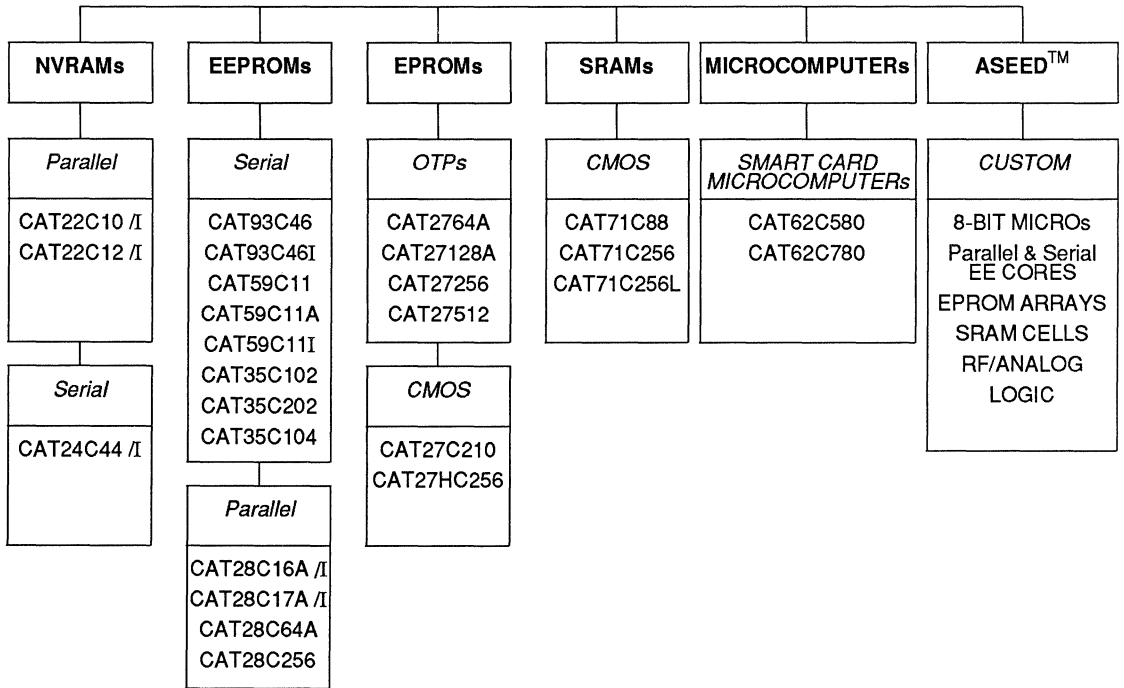 NVRAMs
EEPROMs
EPROMs
SRAMs
MICROCOMPUTERs
ASEED™
Parallel
CAT22C10 /I
CAT22C12 /I
Serial
CAT24C44 /I
Serial
CAT93C46
CAT93C46I
CAT59C11
CAT59C11A
CAT59C11I
CAT35C102
CAT35C202
CAT35C104
Parallel
CAT28C16A /I
CAT28C17A /I
CAT28C64A
CAT28C256
OTPs
CAT2764A
CAT27128A
CAT27256
CAT27512
CMOS
CAT27C210
CAT27HC256
CMOS
CAT71C88
CAT71C256
CAT71C256L
SMART CARD
MICROCOMPUTERs
CAT62C580
CAT62C780
CUSTOM
8-BIT MICROs
Parallel & Serial
EE CORES
EPROM ARRAYS
SRAM CELLS
RF/ANALOG
LOGIC